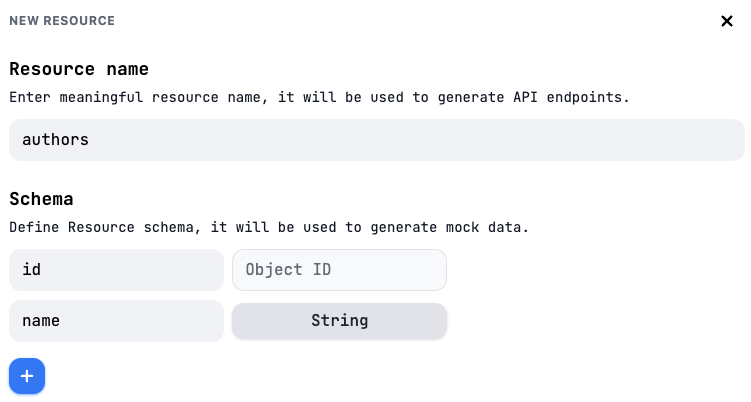 NEW RESOURCE
Resource name
Enter meaningful resource name, it will be used to generate API endpoints.
authors
Schema
Define Resource schema, it will be used to generate mock data.
id Object ID
name String